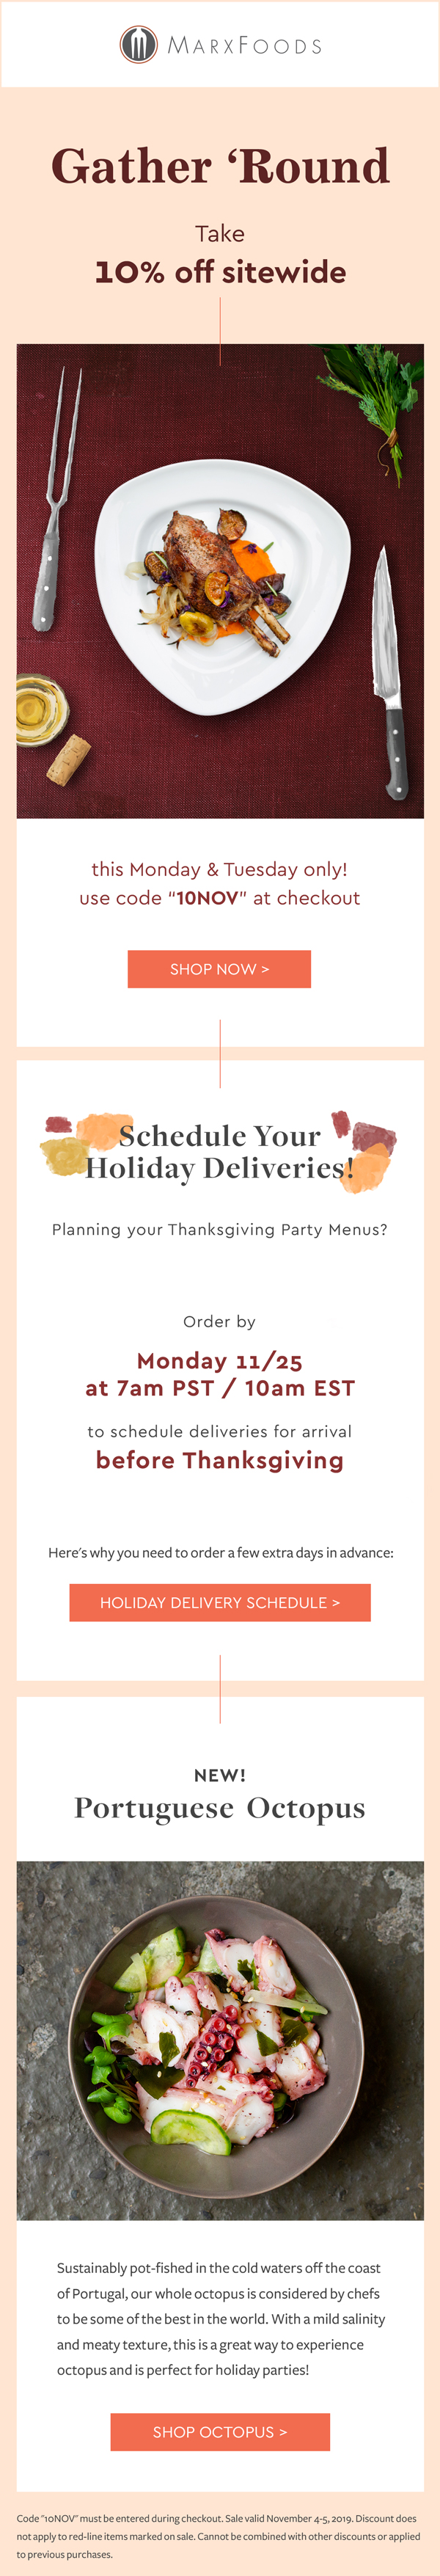 MARXFOODS
Gather ‘Round
Take
10% off sitewide
this Monday & Tuesday only!
use code "10NOV" at checkout
SHOP NOW >
Schedule Your
Holiday Deliveries!
Planning your Thanksgiving Party Menus?
Order by
Monday 11/25
at 7am PST / 10am EST
to schedule deliveries for arrival
before Thanksgiving
Here's why you need to order a few extra days in advance:
HOLIDAY DELIVERY SCHEDULE >
NEW!
Portuguese Octopus
Sustainably pot-fished in the cold waters off the coast
of Portugal, our whole octopus is considered by chefs
to be some of the best in the world. With a mild salinity
and meaty texture, this is a great way to experience
octopus and is perfect for holiday parties!
SHOP OCTOPUS >
Code "10NOV" must be entered during checkout. Sale valid November 4-5, 2019. Discount does
not apply to red-line items marked on sale. Cannot be combined with other discounts or applied
to previous purchases.